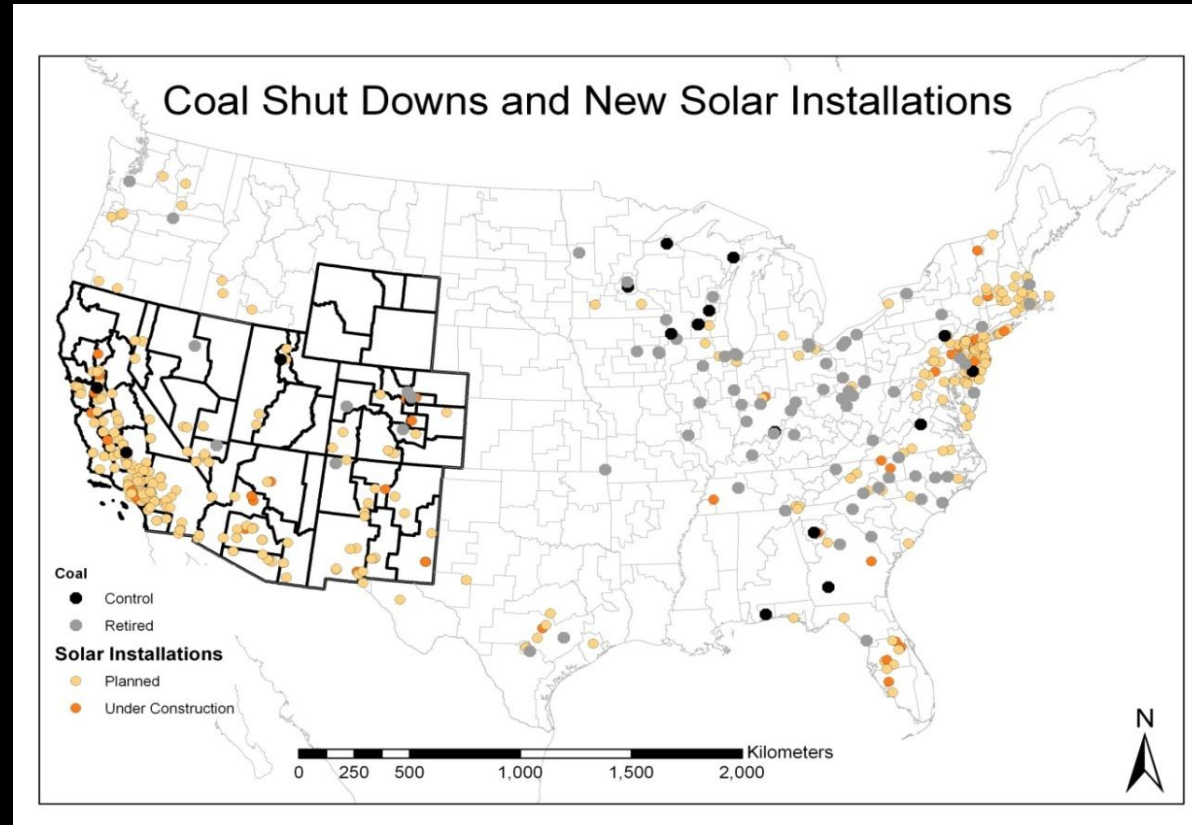 Coal Shut Downs and New Solar Installations
Coal
Control
Retired
Solar Installations
Planned
Under Construction
N
Kilometers
0 250 500 1,000 1,500 2,000